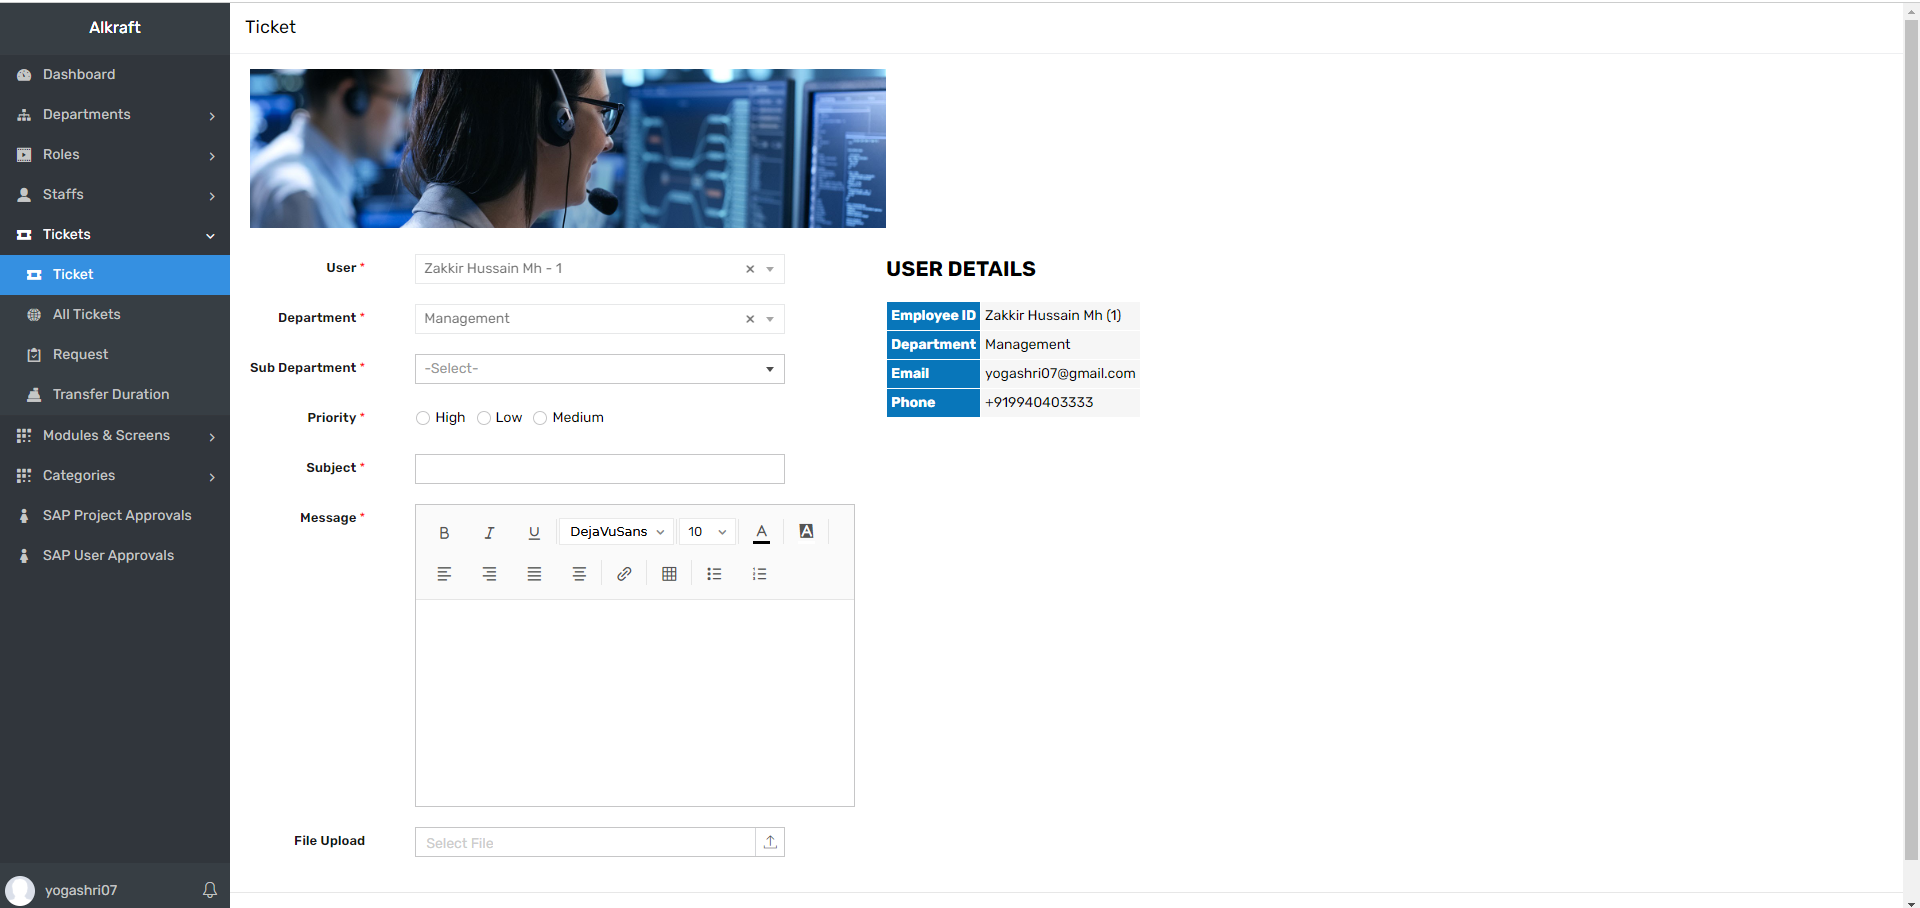 Alkraft
Dashboard
Departments
Roles
Staffs
Tickets
Ticket
All Tickets
Request
Transfer Duration
Modules & Screens
Categories
SAP Project Approvals
SAP User Approvals
yogashri07
Ticket
User *
Zakkir Hussain Mh - 1
Department *
Management
Sub Department *
-Select-
Priority *
High Low Medium
Subject *
Message *
B I U DejaVuSans 10 A A
File Upload
Select File
USER DETAILS
Employee ID Zakkir Hussain Mh (1)
Department Management
Email yogashri07@gmail.com
Phone +919940403333